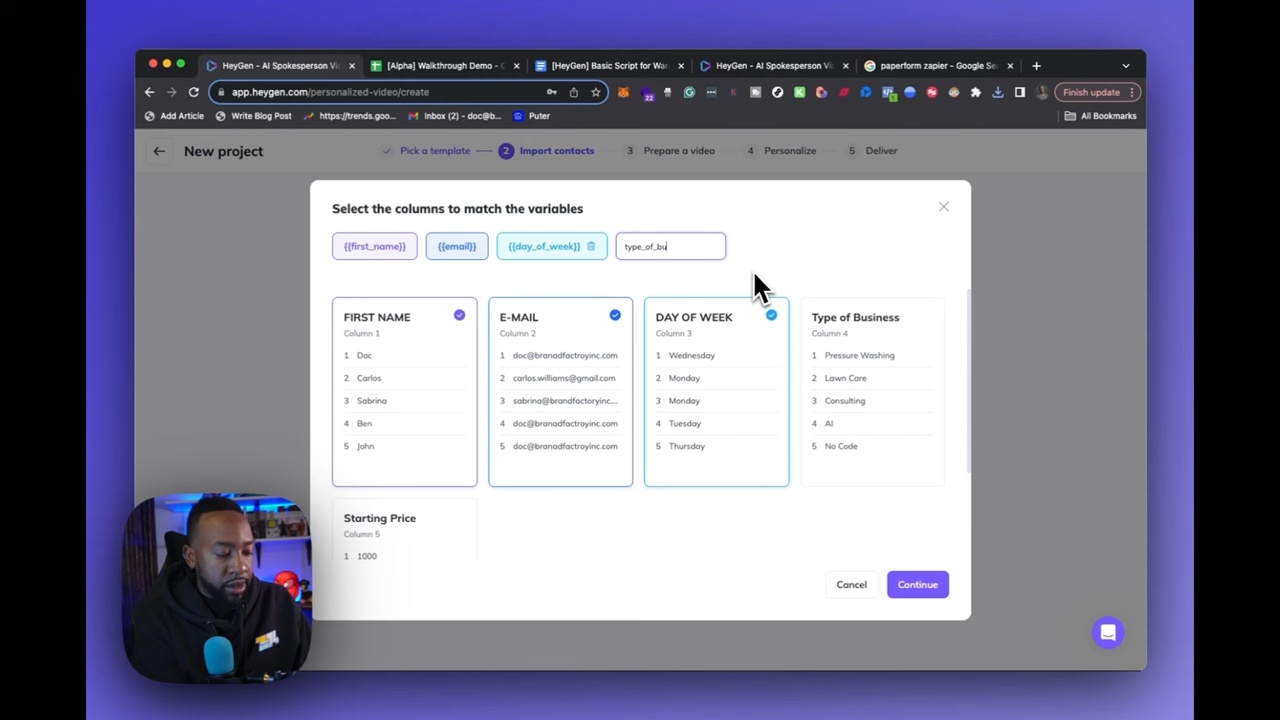 HeyGen - AI Spokesperson Vi
[Alpha] Walkthrough Demo - C
[HeyGen] Basic Script for Wa
HeyGen - AI Spokesperson Vi
paperform zapier - Google Se
app.heygen.com/personalized-video/create
22
Finish update
Add Article
Write Blog Post
https://trends.goo...
Inbox (2) - doc@b...
Puter
All Bookmarks
New project
Pick a template
2 Import contacts
3 Prepare a video
4 Personalize
5 Deliver
Select the columns to match the variables
{{first_name}}
{{email}}
{{day_of_week}}
type_of_bu
FIRST NAME
Column 1
1 Doc
2 Carlos
3 Sabrina
4 Ben
5 John
E-MAIL
Column 2
1 doc@branadfactroyinc.com
2 carlos.williams@gmail.com
3 sabrina@brandfactoryinc....
4 doc@branadfactroyinc.com
5 doc@branadfactroyinc.com
DAY OF WEEK
Column 3
1 Wednesday
2 Monday
3 Monday
4 Tuesday
5 Thursday
Type of Business
Column 4
1 Pressure Washing
2 Lawn Care
3 Consulting
4 AI
5 No Code
Starting Price
Column 5
1 1000
Cancel
Continue